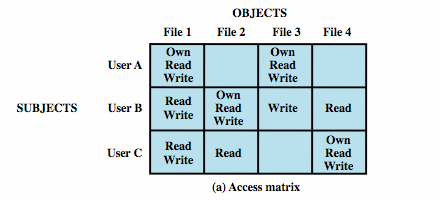 OBJECTS
File 1 File 2 File 3 File 4
User A Own Read Write Own Read Write
SUBJECTS User B Read Write Own Read Write Write Read
User C Read Write Read Own Read Write
(a) Access matrix